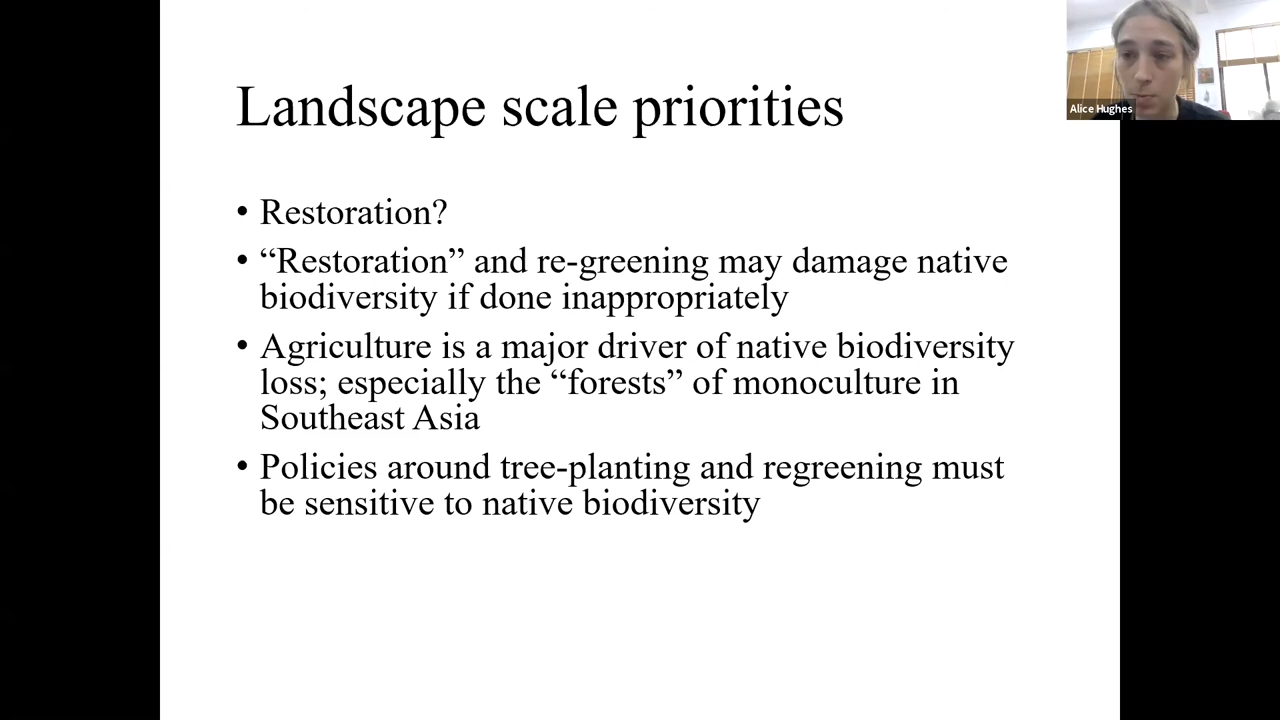 Landscape scale priorities
• Restoration?
• “Restoration” and re-greening may damage native
biodiversity if done inappropriately
• Agriculture is a major driver of native biodiversity
loss; especially the “forests” of monoculture in
Southeast Asia
• Policies around tree-planting and regreening must
be sensitive to native biodiversity
Alice Hughes